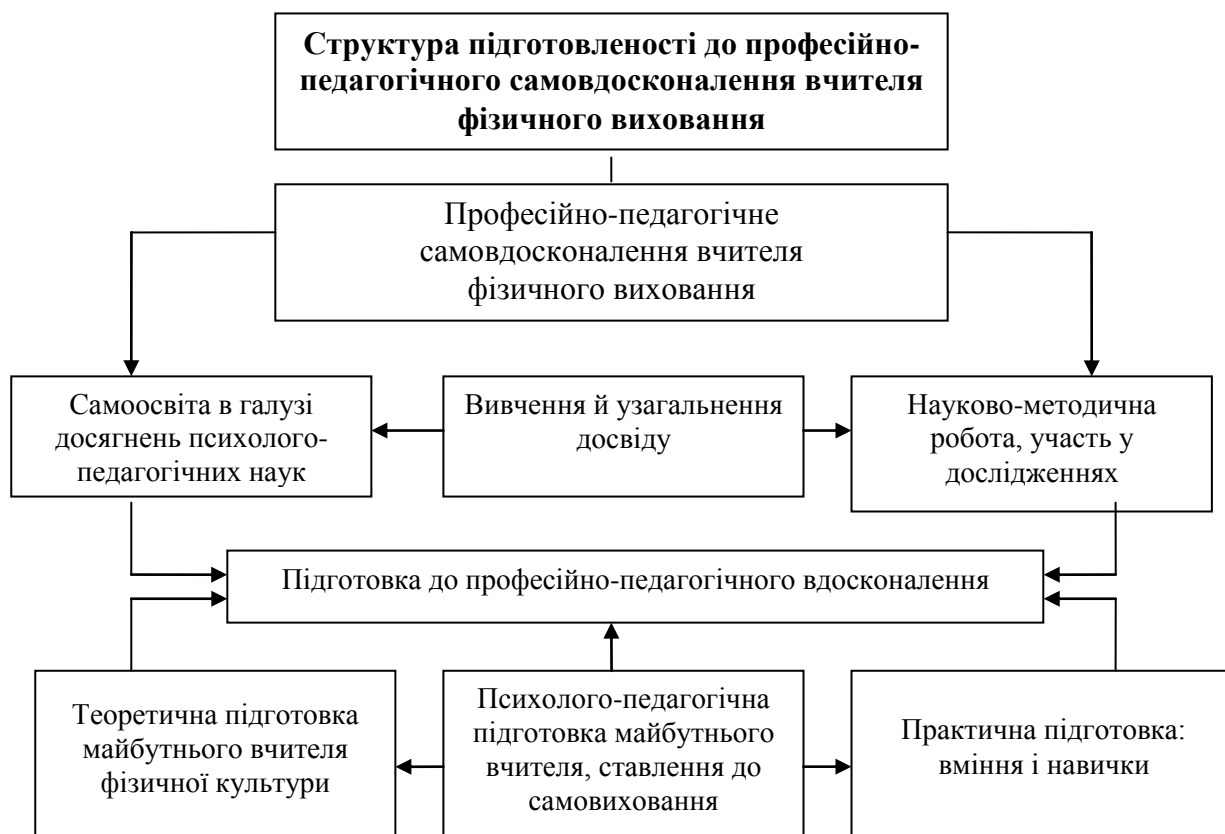 Структура підготовленості до професійно-
педагогічного самовдосконалення вчителя
фізичного виховання
Професійно-педагогічне
самовдосконалення вчителя
фізичного виховання
Самоосвіта в галузі
досягнень психолого-
педагогічних наук
Вивчення й узагальнення
досвіду
Науково-методична
робота, участь у
дослідженнях
Підготовка до професійно-педагогічного вдосконалення
Теоретична підготовка
майбутнього вчителя
фізичної культури
Психолого-педагогічна
підготовка майбутнього
вчителя, ставлення до
самовиховання
Практична підготовка:
вміння і навички